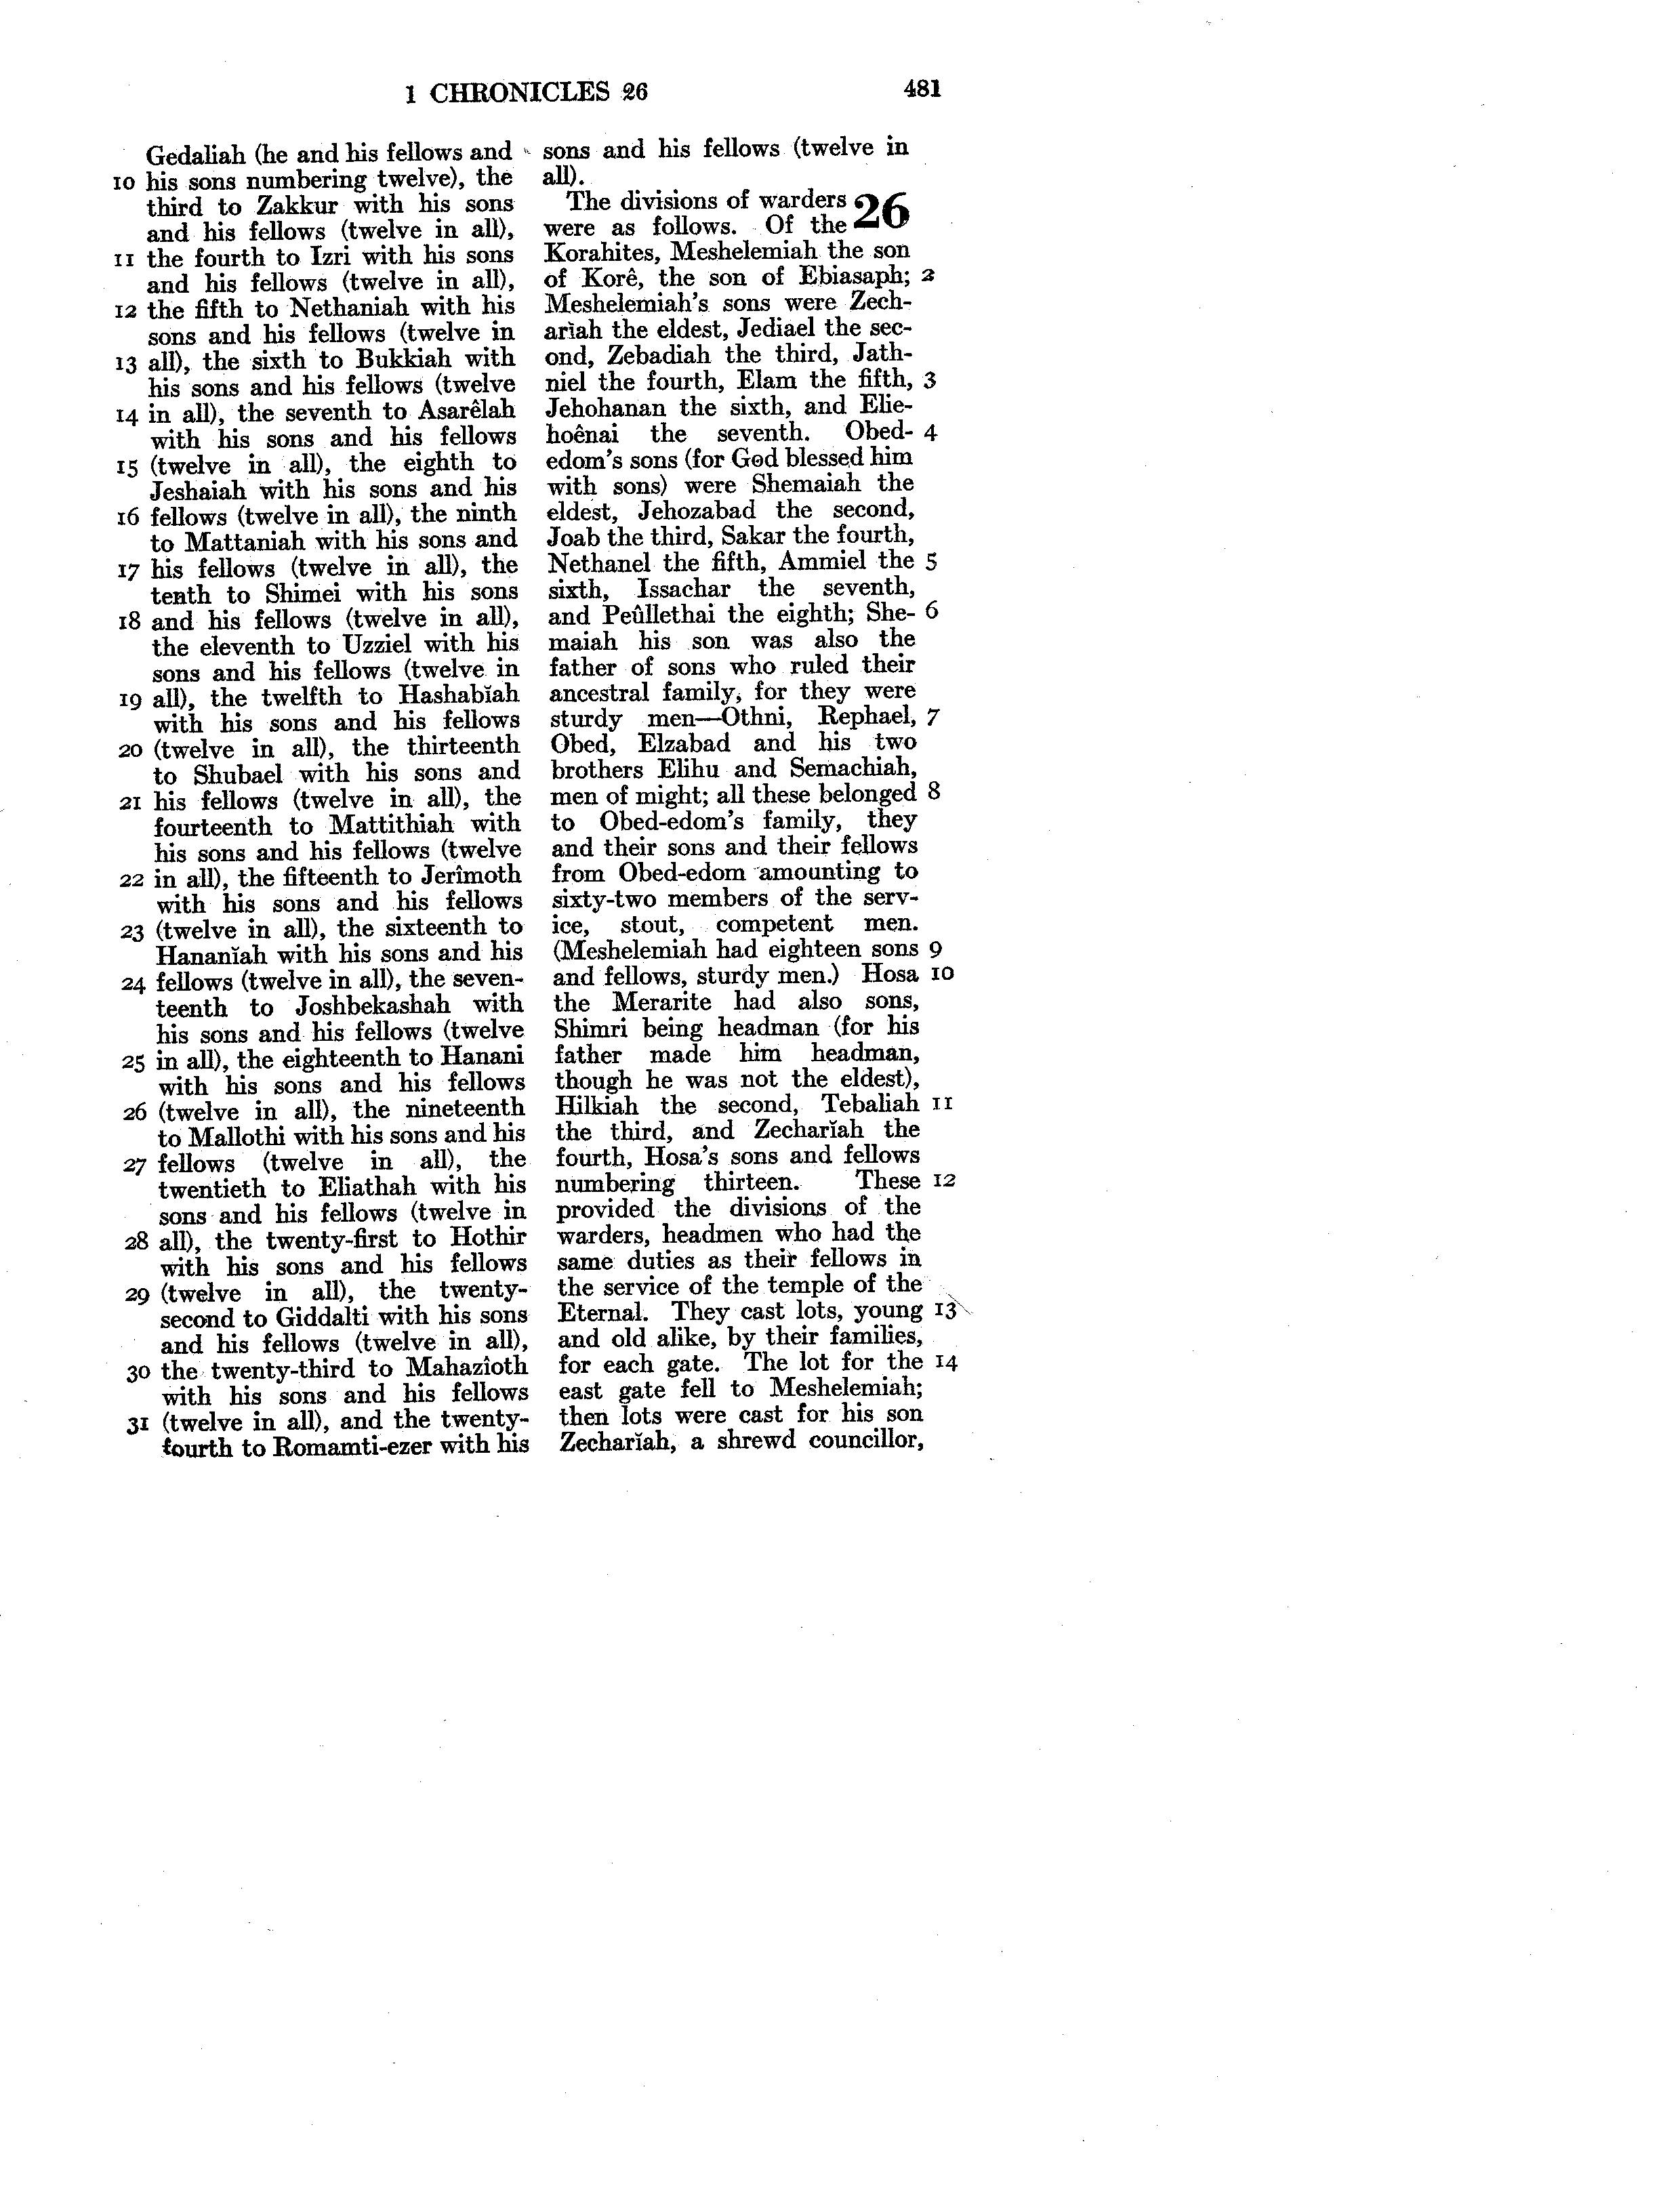 1 CHRONICLES 26
481
Gedaliah (he and his fellows and
10 his sons numbering twelve), the
third to Zakkur with his sons
and his fellows (twelve in all),
11 the fourth to Izri with his sons
and his fellows (twelve in all),
12 the fifth to Nethaniah with his
sons and his fellows (twelve in
13 all), the sixth to Bukkiah with
his sons and his fellows (twelve
14 in all), the seventh to Asarêlah
with his sons and his fellows
15 (twelve in all), the eighth to
Jeshaiah with his sons and his
16 fellows (twelve in all), the ninth
to Mattaniah with his sons and
17 his fellows (twelve in all), the
tenth to Shimei with his sons
18 and his fellows (twelve in all),
the eleventh to Uzziel with his
sons and his fellows (twelve in
19 all), the twelfth to Hashabîah
with his sons and his fellows
20 (twelve in all), the thirteenth
to Shubael with his sons and
21 his fellows (twelve in all), the
fourteenth to Mattithiah with
his sons and his fellows (twelve
22 in all), the fifteenth to Jerîmoth
with his sons and his fellows
23 (twelve in all), the sixteenth to
Hananîah with his sons and his
24 fellows (twelve in all), the seven-
teenth to Joshbekashah with
his sons and his fellows (twelve
25 in all), the eighteenth to Hanani
with his sons and his fellows
26 (twelve in all), the nineteenth
to Mallothi with his sons and his
27 fellows (twelve in all), the
twentieth to Eliathah with his
sons and his fellows (twelve in
28 all), the twenty-first to Hothir
with his sons and his fellows
29 (twelve in all), the twenty-
second to Giddalti with his sons
and his fellows (twelve in all),
30 the twenty-third to Mahazîoth
with his sons and his fellows
31 (twelve in all), and the twenty-
fourth to Romamti-ezer with his
sons and his fellows (twelve in
all).
The divisions of warders 26
were as follows. Of the
Korahites, Meshelemiah the son
of Korê, the son of Ebiasaph; 2
Meshelemiah's sons were Zech-
ariah the eldest, Jediael the sec-
ond, Zebadiah the third, Jath-
niel the fourth, Elam the fifth, 3
Jehohanan the sixth, and Elie-
hoênai the seventh. Obed- 4
edom's sons (for God blessed him
with sons) were Shemaiah the
eldest, Jehozabad the second,
Joab the third, Sakar the fourth,
Nethanel the fifth, Ammiel the 5
sixth, Issachar the seventh,
and Peûllethai the eighth; She- 6
maiah his son was also the
father of sons who ruled their
ancestral family, for they were
sturdy men—Othni, Rephael, 7
Obed, Elzabad and his two
brothers Elihu and Semachiah,
men of might; all these belonged 8
to Obed-edom's family, they
and their sons and their fellows
from Obed-edom amounting to
sixty-two members of the serv-
ice, stout, competent men.
(Meshelemiah had eighteen sons 9
and fellows, sturdy men.) Hosa 10
the Merarite had also sons,
Shimri being headman (for his
father made him headman,
though he was not the eldest),
Hilkiah the second, Tebaliah 11
the third, and Zecharîah the
fourth, Hosa's sons and fellows
numbering thirteen. These 12
provided the divisions of the
warders, headmen who had the
same duties as their fellows in
the service of the temple of the
Eternal. They cast lots, young 13
and old alike, by their families,
for each gate. The lot for the 14
east gate fell to Meshelemiah;
then lots were cast for his son
Zecharîah, a shrewd councillor,